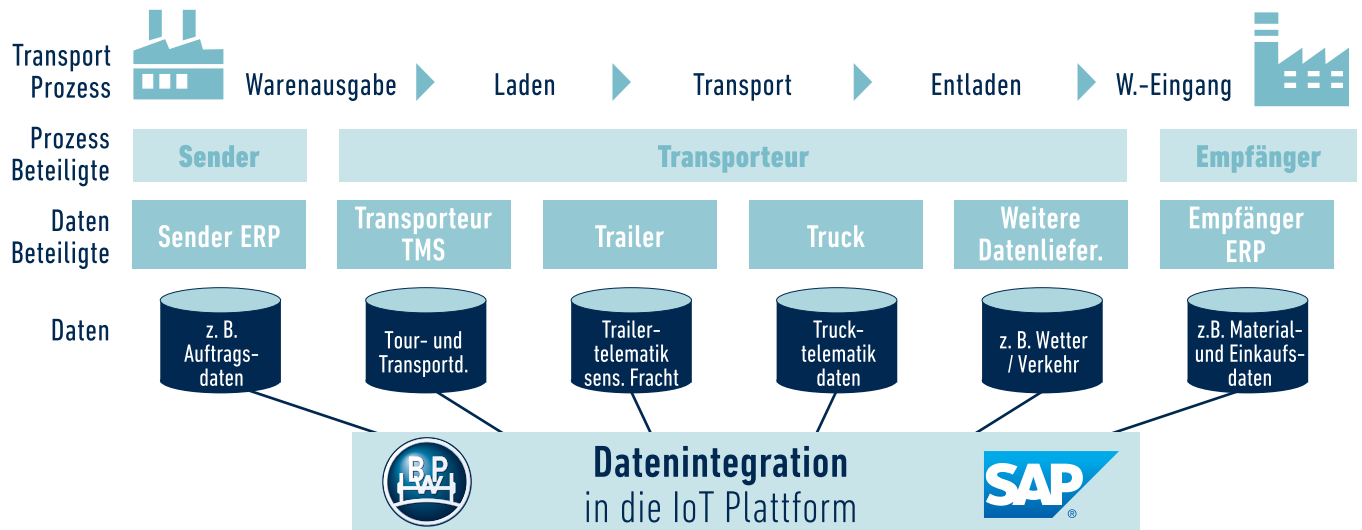 Transport
Prozess
Warenausgabe
Laden
Transport
Entladen
W.-Eingang
Prozess
Beteiligte
Sender
Transporteur
Empfänger
Daten
Beteiligte
Sender ERP
Transporteur
TMS
Trailer
Truck
Weitere
Datenliefer.
Empfänger
ERP
Daten
z. B.
Auftrags-
daten
Tour- und
Transportd.
Trailer-
telematik
sens. Fracht
Truck-
telematik
daten
z. B. Wetter
/ Verkehr
z.B. Material-
und Einkaufs-
daten
BPW
Datenintegration
in die IoT Plattform
SAP®